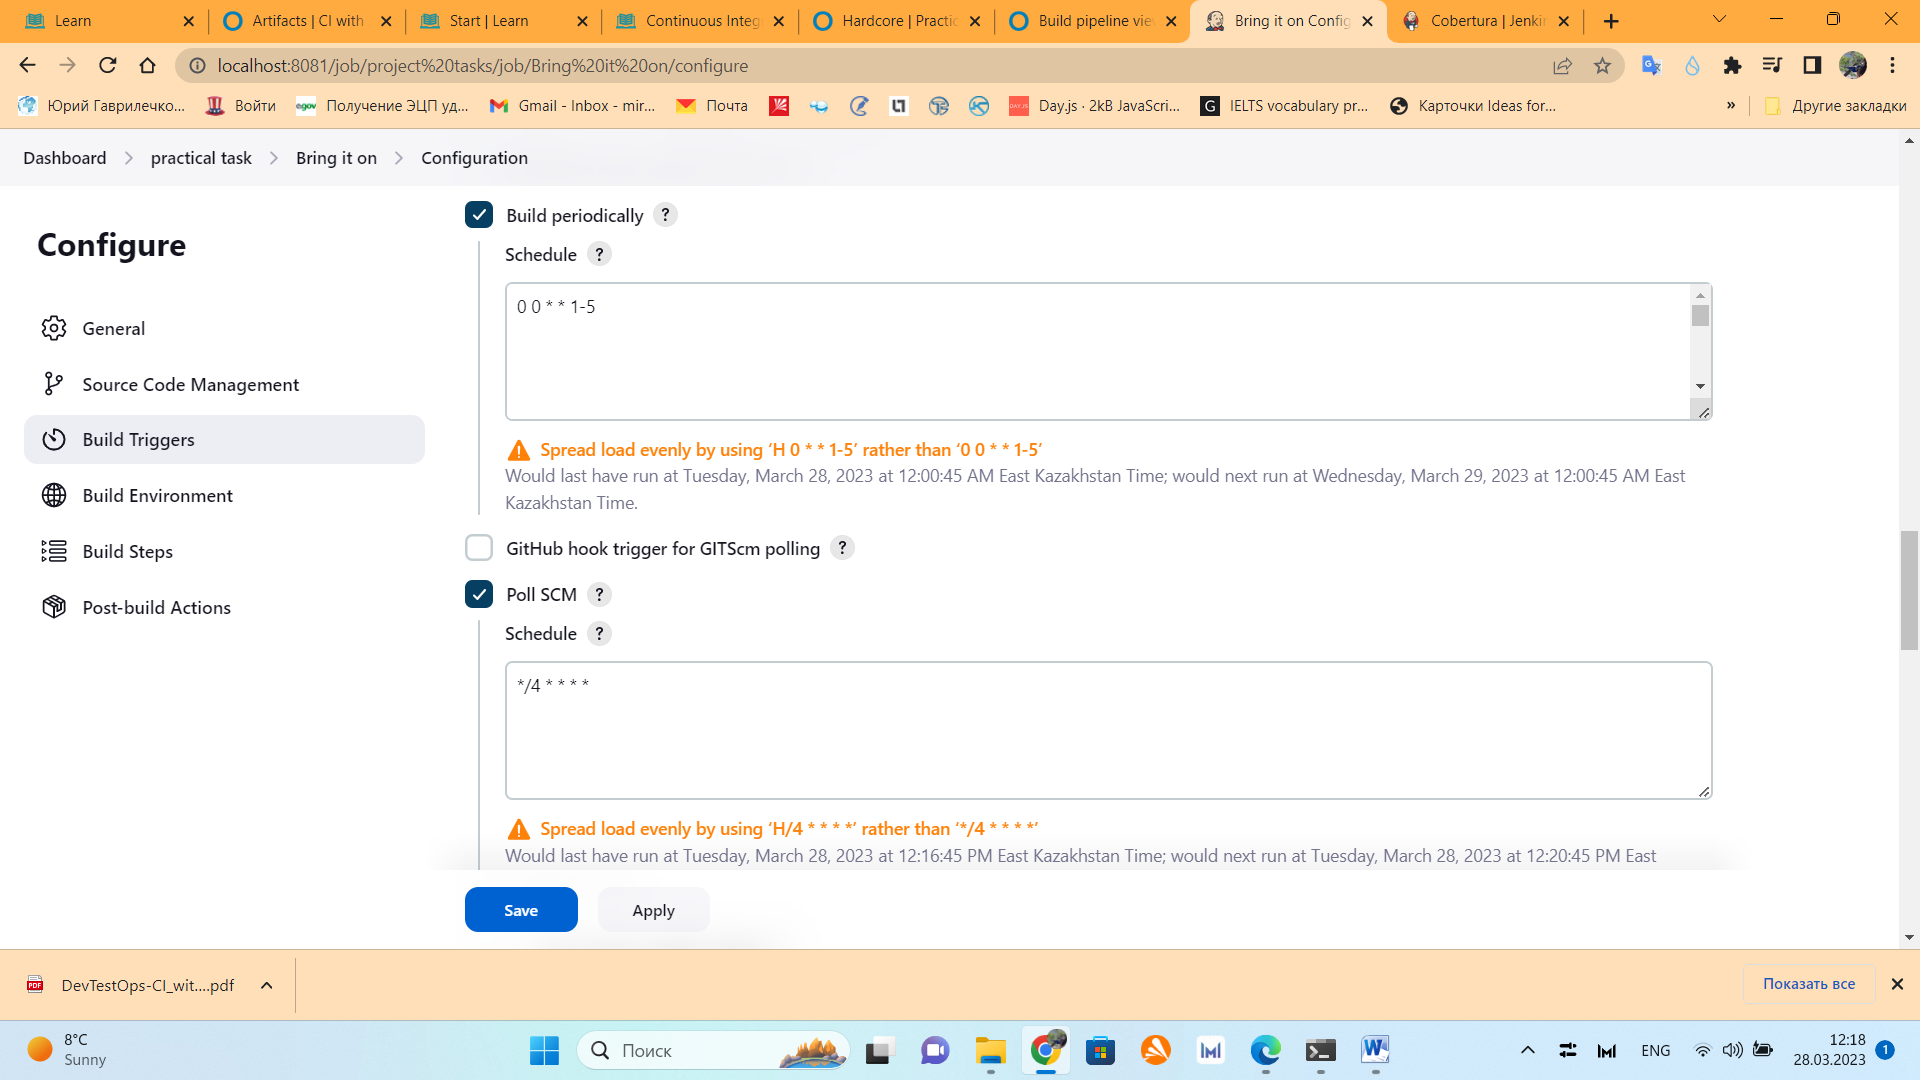 Learn
Artifacts | CI with
Start | Learn
Continuous Integ
Hardcore | Practic
Build pipeline vie
Bring it on Config
Cobertura | Jenkin
localhost:8081/job/project%20tasks/job/Bring%20it%20on/configure
Юрий Гаврилечко...
Войти
Получение ЭЦП уд...
Gmail - Inbox - mir...
Почта
Day.js · 2kB JavaScri...
IELTS vocabulary pr...
Карточки Ideas for...
»
Другие закладки
Dashboard
practical task
Bring it on
Configuration
Configure
General
Source Code Management
Build Triggers
Build Environment
Build Steps
Post-build Actions
Build periodically ?
Schedule ?
0 0 * * 1-5
Spread load evenly by using ‘H 0 * * 1-5’ rather than ‘0 0 * * 1-5’
Would last have run at Tuesday, March 28, 2023 at 12:00:45 AM East Kazakhstan Time; would next run at Wednesday, March 29, 2023 at 12:00:45 AM East
Kazakhstan Time.
GitHub hook trigger for GITScm polling ?
Poll SCM ?
Schedule ?
*/4 * * * *
Spread load evenly by using ‘H/4 * * * *’ rather than ‘*/4 * * * *’
Would last have run at Tuesday, March 28, 2023 at 12:16:45 PM East Kazakhstan Time; would next run at Tuesday, March 28, 2023 at 12:20:45 PM East
Save
Apply
DevTestOps-CI_wit....pdf
Показать все
8°C
Sunny
Поиск
ENG
12:18
28.03.2023
1